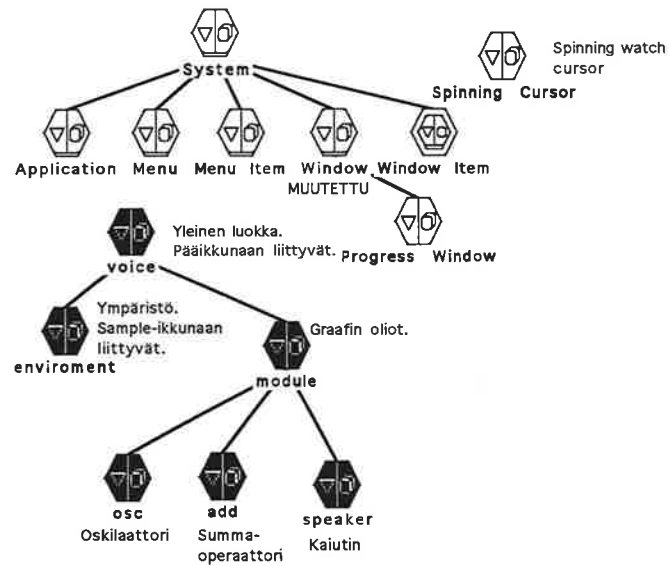 System
Spinning watch
cursor
Spinning Cursor
Application Menu Menu Item Window Window Item
MUUTETTU
Progress Window
Yleinen luokka.
Pääikkunaan liittyvät.
voice
Ympäristö.
Sample-ikkunaan
liittyvät.
enviroment
Graafin oliot.
module
osc
Oskilaattori
add
Summa-
operaattori
speaker
Kaiutin